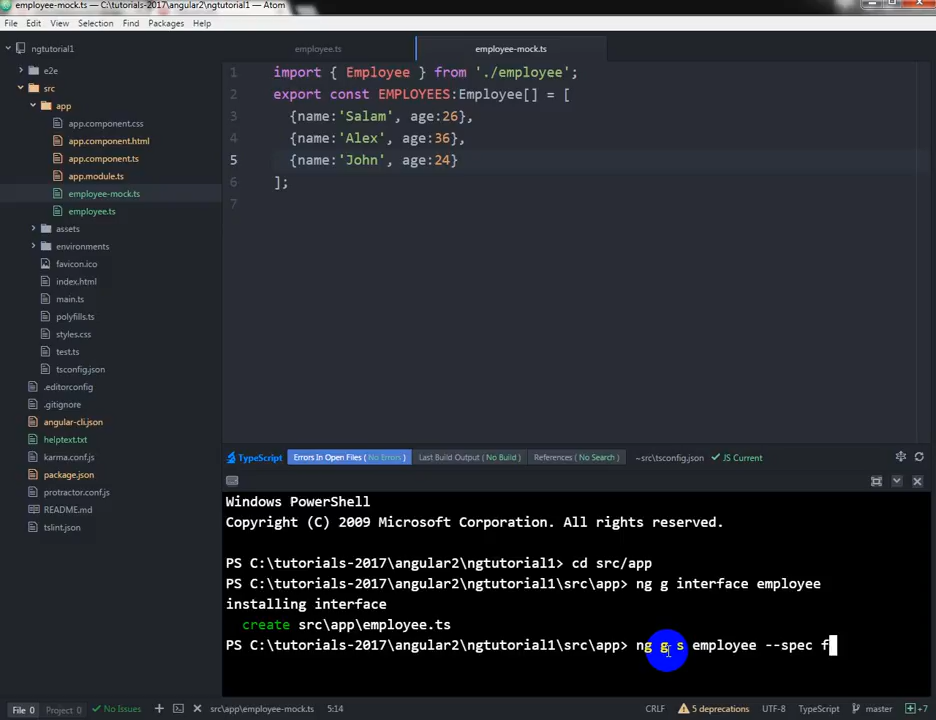 employee-mock.ts — C:\tutorials-2017\angular2\ngtutorial1 — Atom
File Edit View Selection Find Packages Help
ngtutorial1
e2e
src
app
app.component.css
app.component.html
app.component.ts
app.module.ts
employee-mock.ts
employee.ts
assets
environments
favicon.ico
index.html
main.ts
polyfills.ts
styles.css
test.ts
tsconfig.json
.editorconfig
.gitignore
angular-cli.json
helptext.txt
karma.conf.js
package.json
protractor.conf.js
README.md
tslint.json
employee.ts employee-mock.ts
1 import { Employee } from './employee';
2 export const EMPLOYEES:Employee[] = [
3 {name:'Salam', age:26},
4 {name:'Alex', age:36},
5 {name:'John', age:24}
6 ];
7
TypeScript Errors In Open Files ( No Errors ) Last Build Output ( No Build ) References ( No Search ) ~src\tsconfig.json JS Current
Windows PowerShell
Copyright (C) 2009 Microsoft Corporation. All rights reserved.
PS C:\tutorials-2017\angular2\ngtutorial1> cd src/app
PS C:\tutorials-2017\angular2\ngtutorial1\src\app> ng g interface employee
installing interface
create src\app\employee.ts
PS C:\tutorials-2017\angular2\ngtutorial1\src\app> ng g s employee --spec f
File 0 Project 0 No Issues src\app\employee-mock.ts 5:14 CRLF 5 deprecations UTF-8 TypeScript master +7